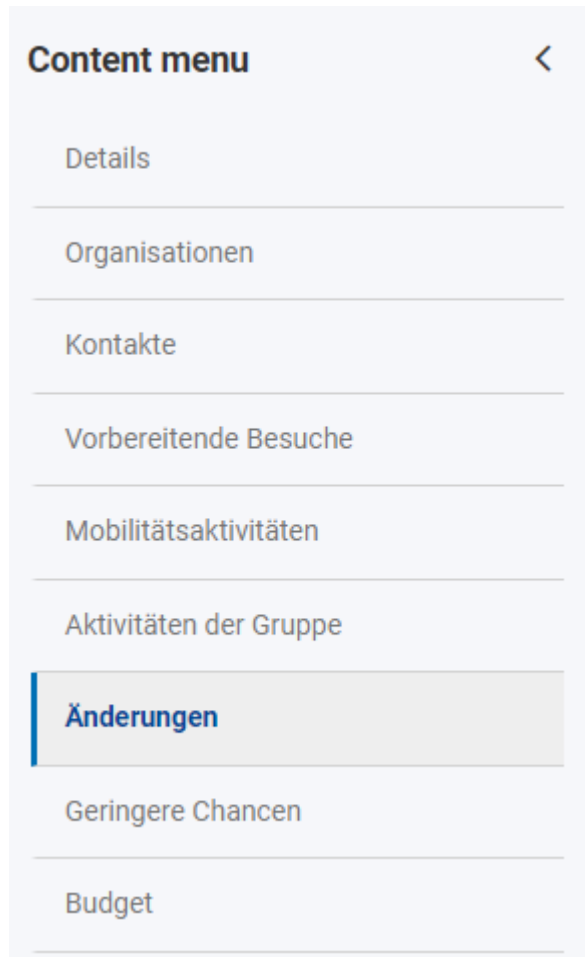 Content menu
Details
Organisationen
Kontakte
Vorbereitende Besuche
Mobilitätsaktivitäten
Aktivitäten der Gruppe
Änderungen
Geringere Chancen
Budget